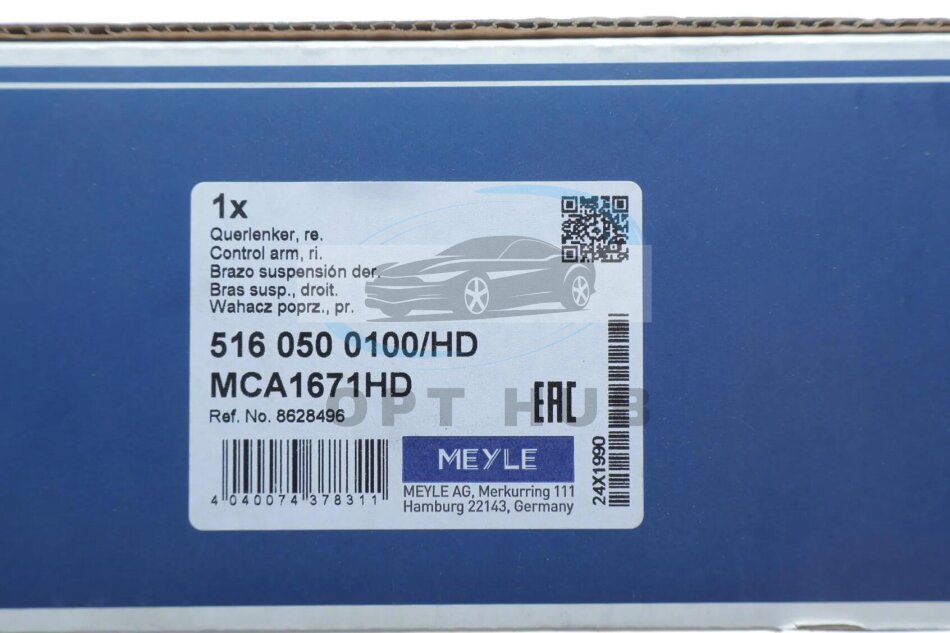 1x
Querlenker, re.
Control arm, ri.
Brazo suspensión der.
Bras susp., droit.
Wahacz poprz., pr.
516 050 0100/HD
MCA1671HD
Ref. No. 8628496
EAC
OPT HUB
4 040074 378311
MEYLE
MEYLE AG, Merkurring 111
Hamburg 22143, Germany
24X1990